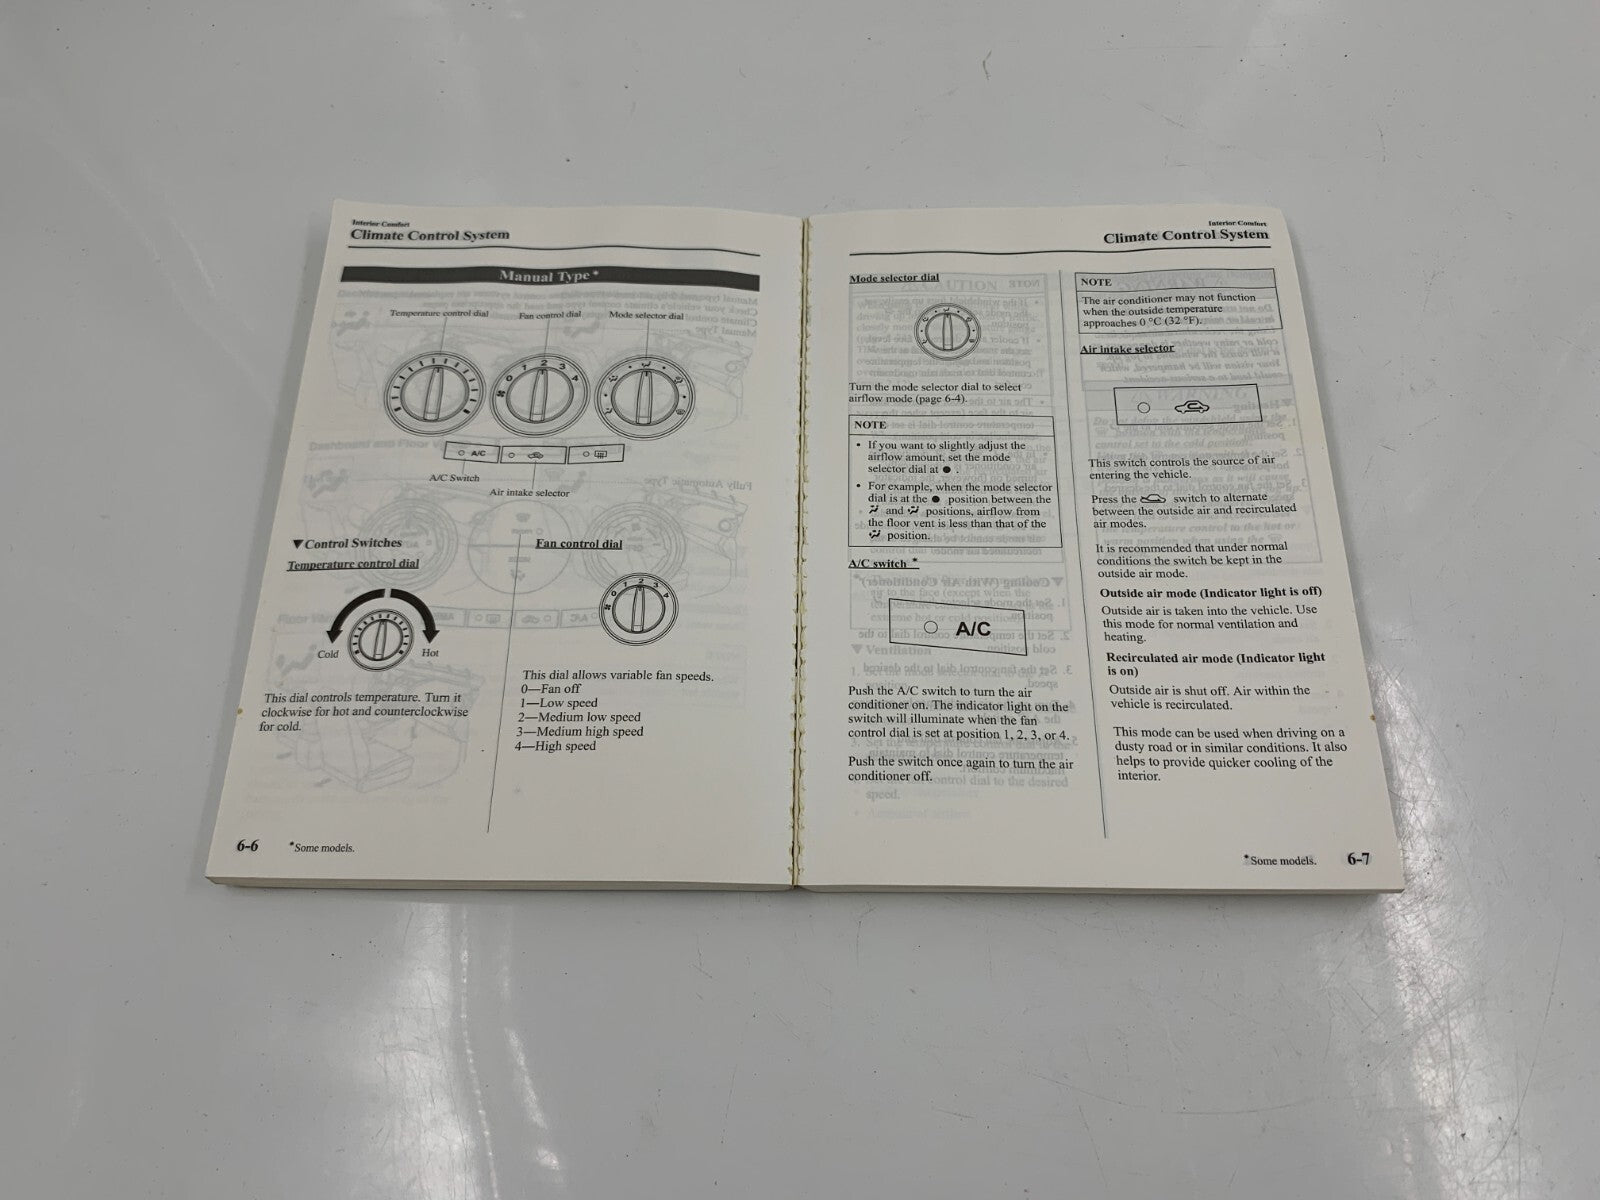 Interior Comfort
Climate Control System
Manual Type*
Temperature control dial
Fan control dial
Mode selector dial
0
1
2
3
4
A/C
A/C Switch
Air intake selector
▼Control Switches
Temperature control dial
Cold
Hot
This dial controls temperature. Turn it
clockwise for hot and counterclockwise
for cold.
Fan control dial
0
1
2
3
4
This dial allows variable fan speeds.
0—Fan off
1—Low speed
2—Medium low speed
3—Medium high speed
4—High speed
6-6
*Some models.
Interior Comfort
Climate Control System
Mode selector dial
Turn the mode selector dial to select
airflow mode (page 6-4).
NOTE
• If you want to slightly adjust the
airflow amount, set the mode
selector dial at ● .
• For example, when the mode selector
dial is at the ● position between the
and positions, airflow from
the floor vent is less than that of the
position.
A/C switch *
A/C
Push the A/C switch to turn the air
conditioner on. The indicator light on the
switch will illuminate when the fan
control dial is set at position 1, 2, 3, or 4.
Push the switch once again to turn the air
conditioner off.
NOTE
The air conditioner may not function
when the outside temperature
approaches 0 °C (32 °F).
Air intake selector
This switch controls the source of air
entering the vehicle.
Press the switch to alternate
between the outside air and recirculated
air modes.
It is recommended that under normal
conditions the switch be kept in the
outside air mode.
Outside air mode (Indicator light is off)
Outside air is taken into the vehicle. Use
this mode for normal ventilation and
heating.
Recirculated air mode (Indicator light
is on)
Outside air is shut off. Air within the
vehicle is recirculated.
This mode can be used when driving on a
dusty road or in similar conditions. It also
helps to provide quicker cooling of the
interior.
*Some models.
6-7